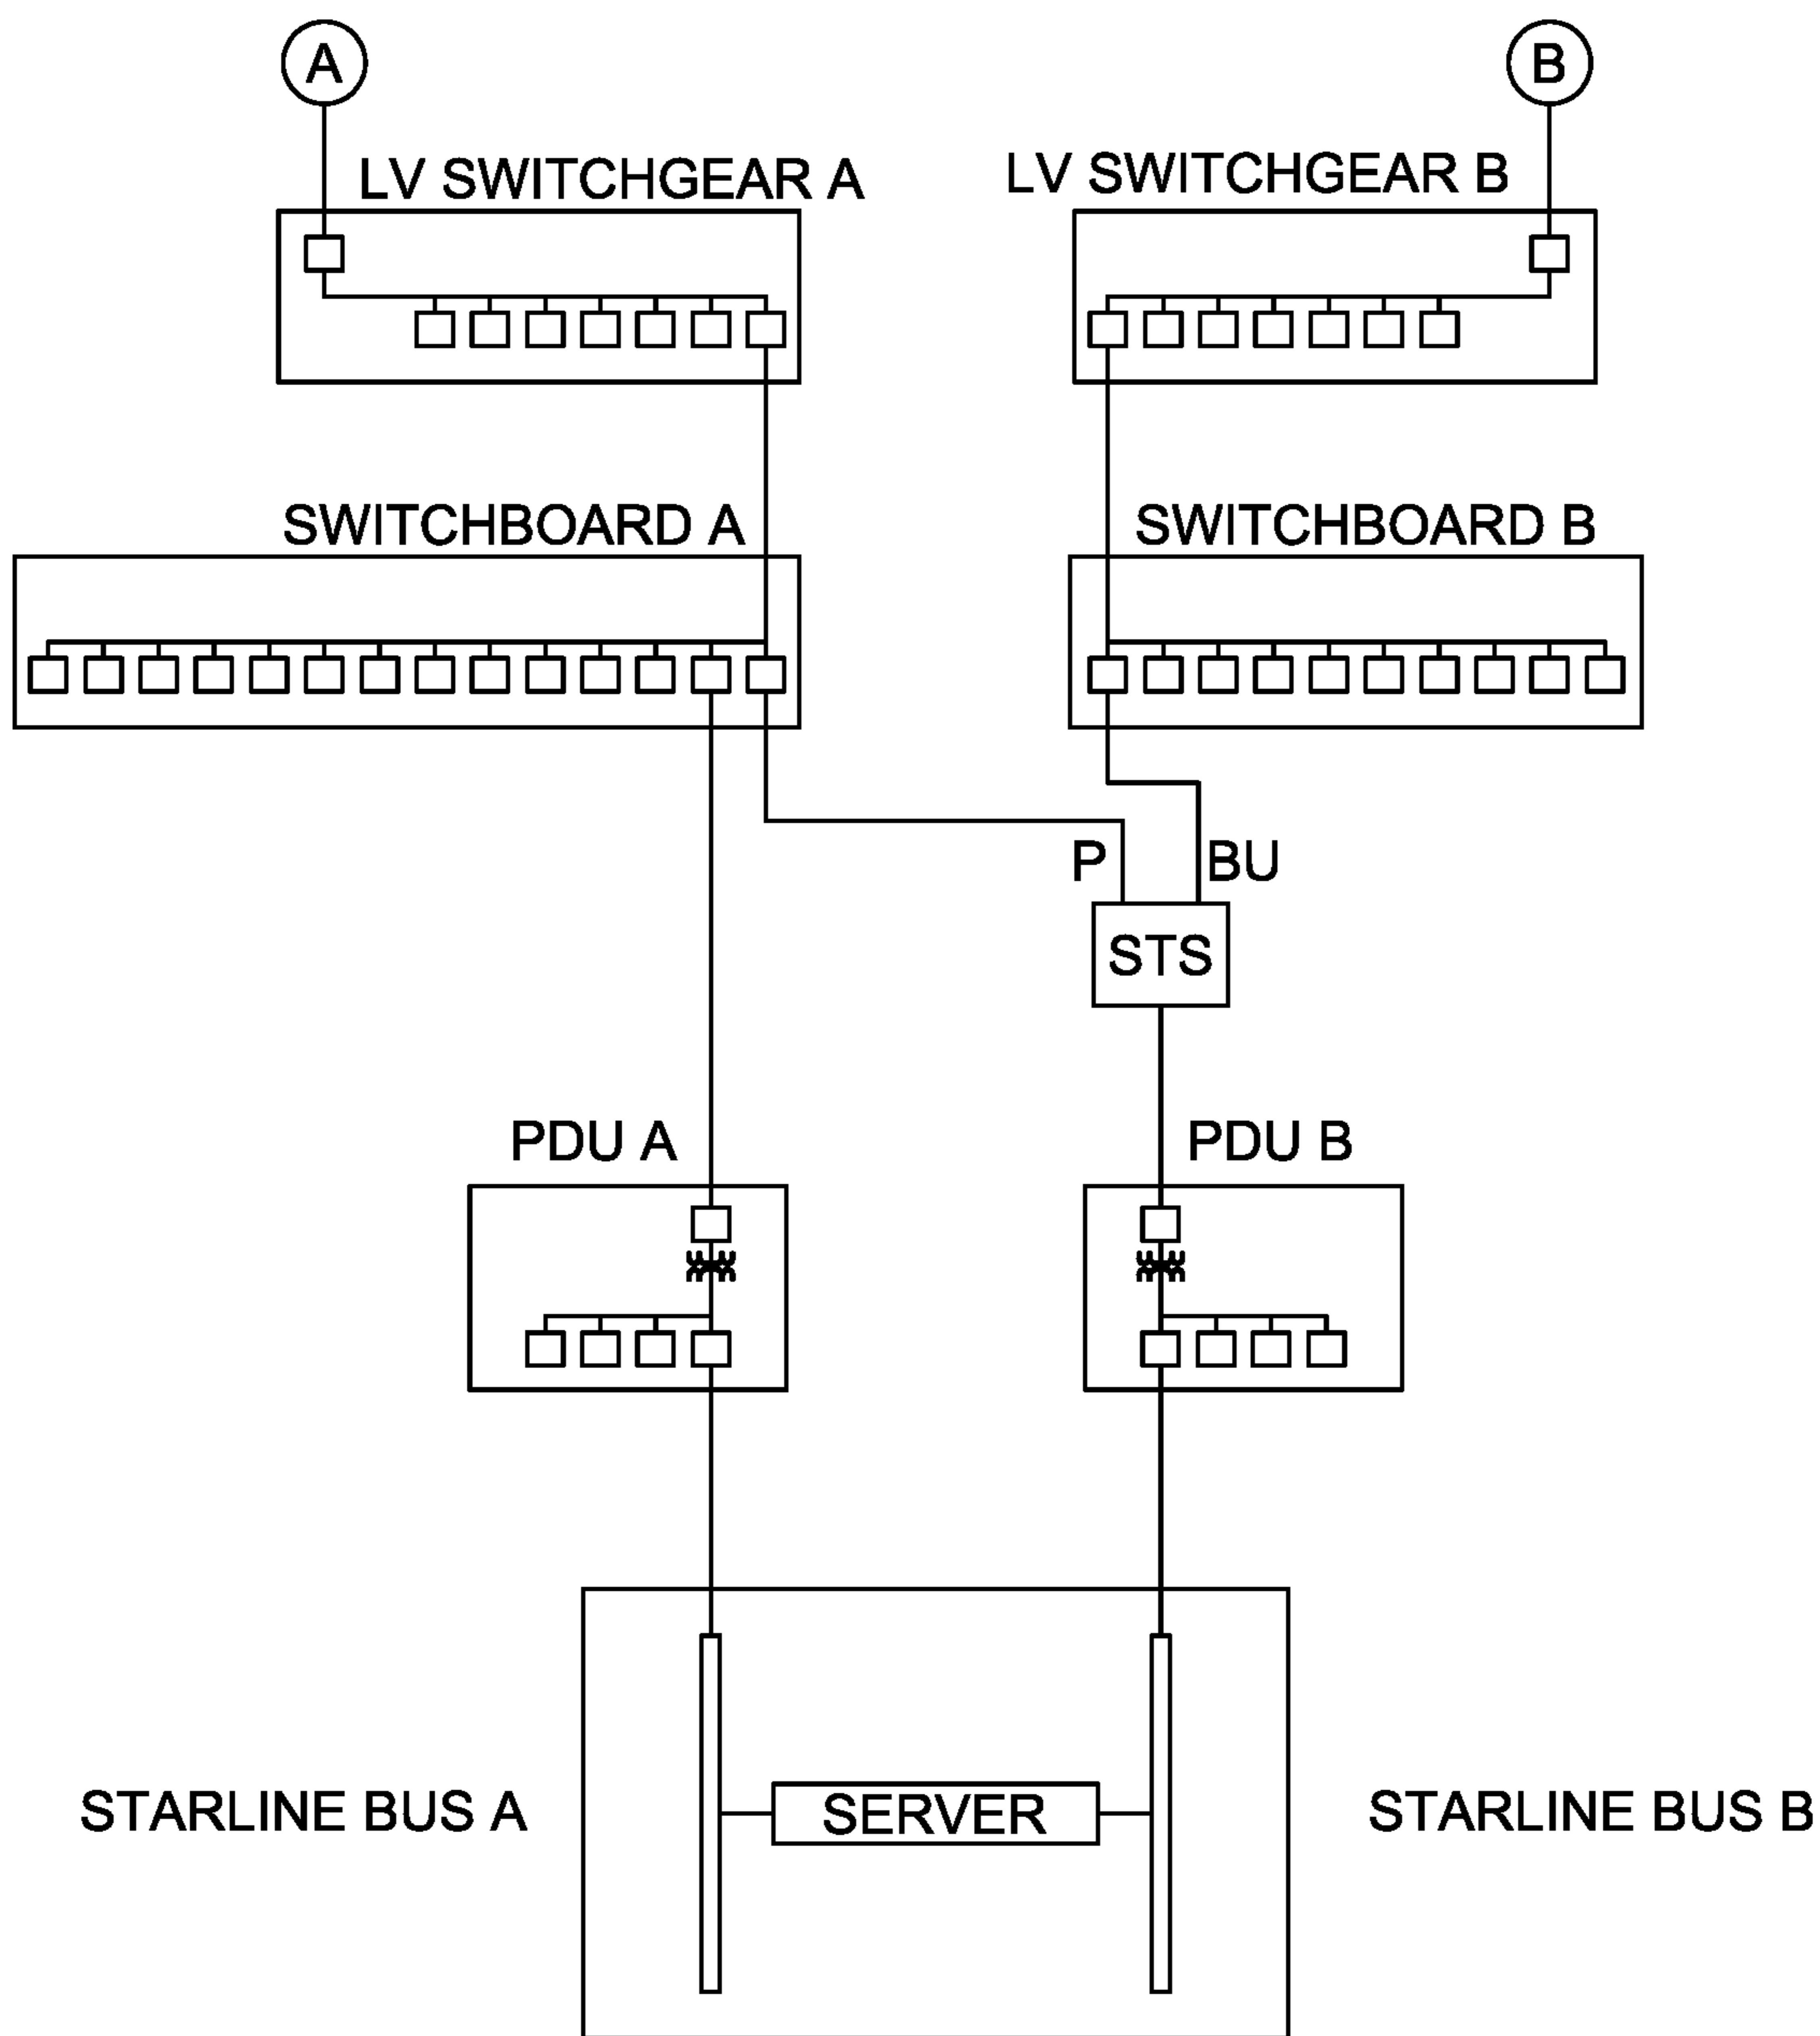 A
B
LV SWITCHGEAR A
LV SWITCHGEAR B
SWITCHBOARD A
SWITCHBOARD B
P
BU
STS
PDU A
PDU B
STARLINE BUS A
SERVER
STARLINE BUS B